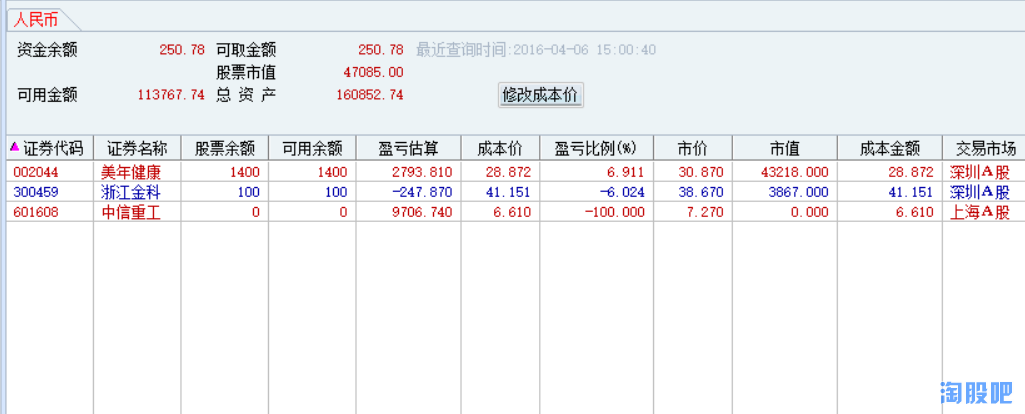 人民币
资金余额 250.78 可取金额 250.78 最近查询时间:2016-04-06 15:00:40
股票市值 47085.00
可用金额 113767.74 总 资 产 160852.74 修改成本价
证券代码 证券名称 股票余额 可用余额 盈亏估算 成本价 盈亏比例(%) 市价 市值 成本金额 交易市场
002044 美年健康 1400 1400 2793.810 28.872 6.911 30.870 43218.000 28.872 深圳A股
300459 浙江金科 100 100 -247.870 41.151 -6.024 38.670 3867.000 41.151 深圳A股
601608 中信重工 0 0 9706.740 6.610 -100.000 7.270 0.000 6.610 上海A股
淘股吧